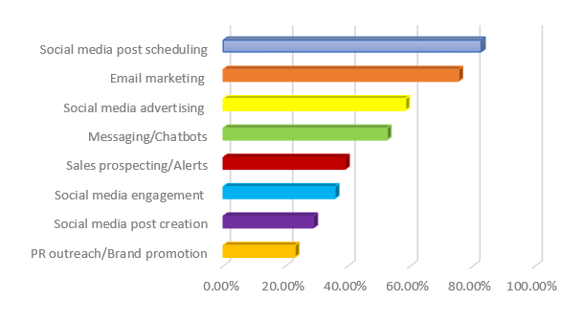 Social media post scheduling
Email marketing
Social media advertising
Messaging/Chatbots
Sales prospecting/Alerts
Social media engagement
Social media post creation
PR outreach/Brand promotion
0.00% 20.00% 40.00% 60.00% 80.00% 100.00%